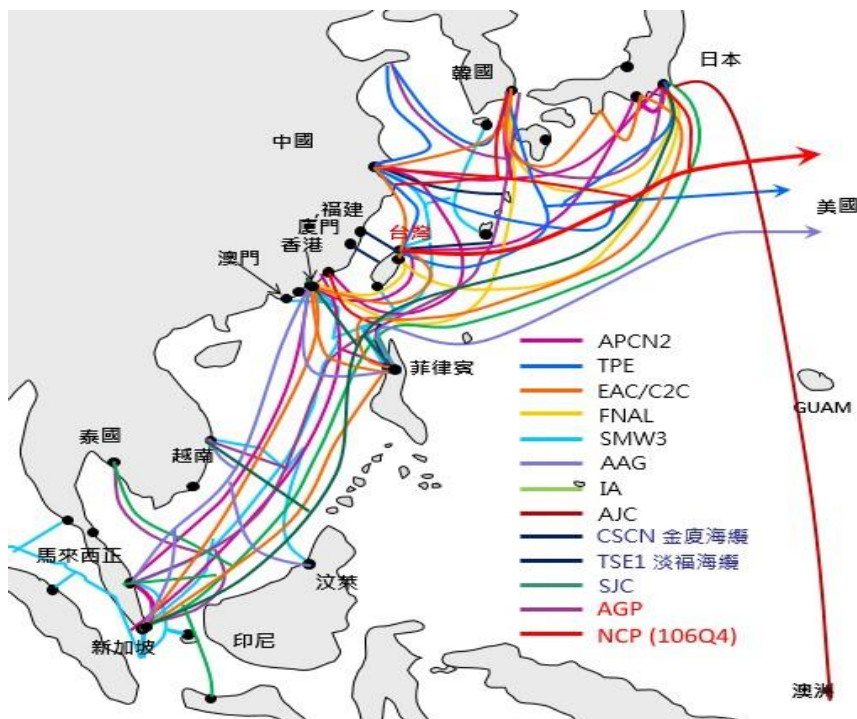 日本
韓國
中國
美國
福建
廈門
台灣
香港
澳門
菲律賓
GUAM
泰國
越南
馬來西亞
汶萊
新加坡
印尼
澳洲
APCN2
TPE
EAC/C2C
FNAL
SMW3
AAG
IA
AJC
CSCN 金廈海纜
TSE1 淡福海纜
SJC
AGP
NCP (106Q4)